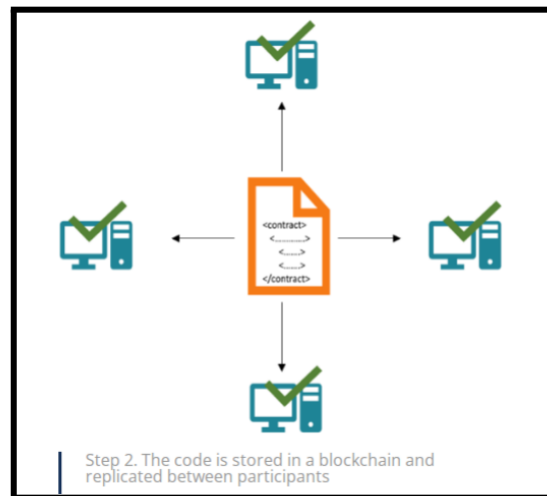 <contract>
<........>
<.....>
<.....>
</contract>
Step 2. The code is stored in a blockchain and
replicated between participants